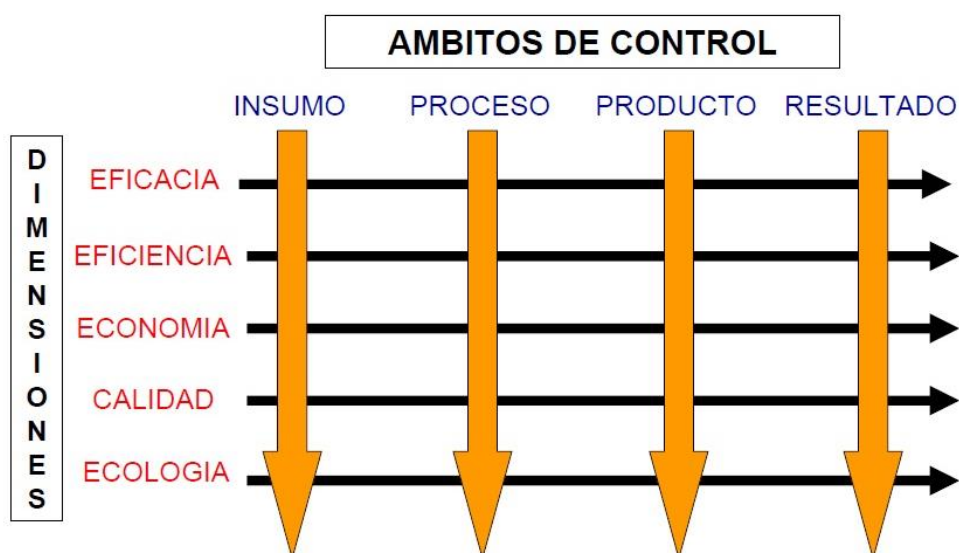 AMBITOS DE CONTROL
INSUMO PROCESO PRODUCTO RESULTADO
DIMENSIONES
EFICACIA
EFICIENCIA
ECONOMIA
CALIDAD
ECOLOGIA